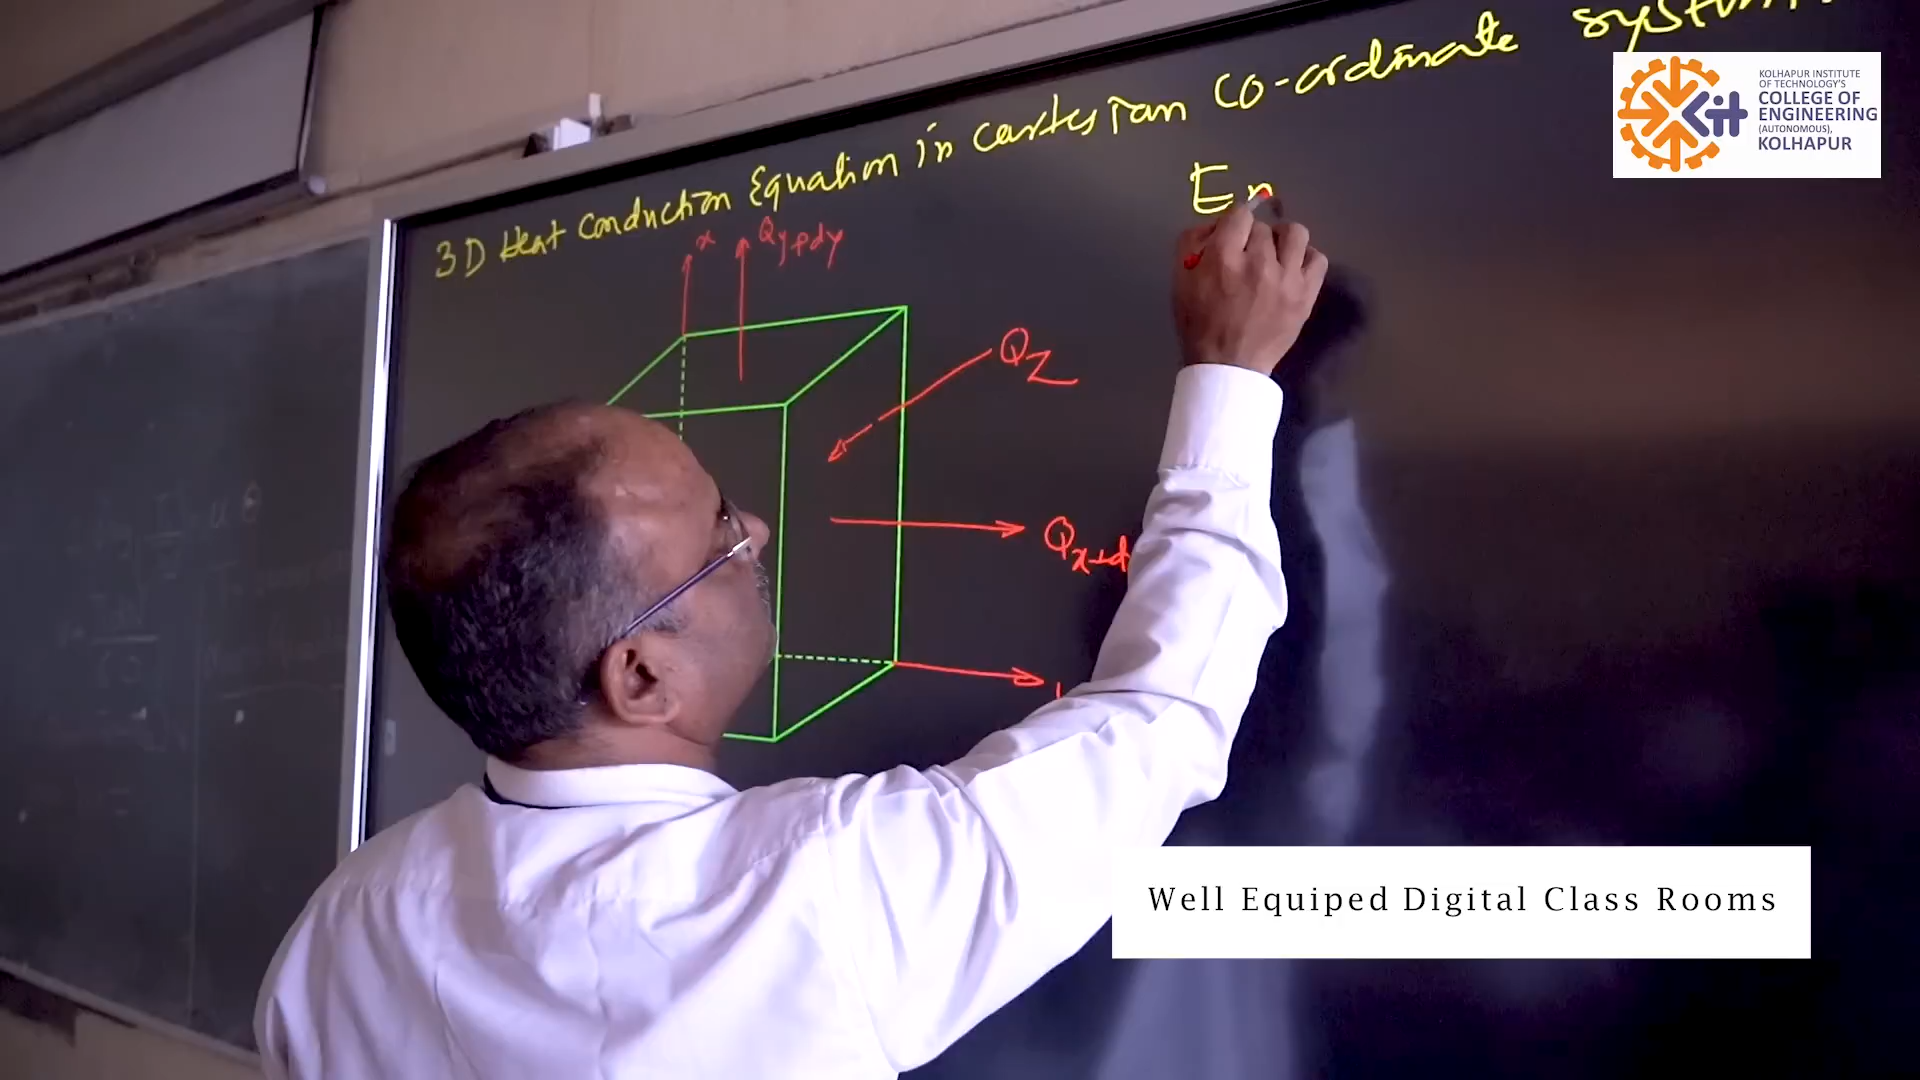 3D Heat Conduction Equation in cartesian Co-ordinate system
KOLHAPUR INSTITUTE
OF TECHNOLOGY'S
COLLEGE OF
ENGINEERING
(AUTONOMOUS),
KOLHAPUR
Kit
En
x
Qy+dy
QZ
Qx+d
Well Equiped Digital Class Rooms